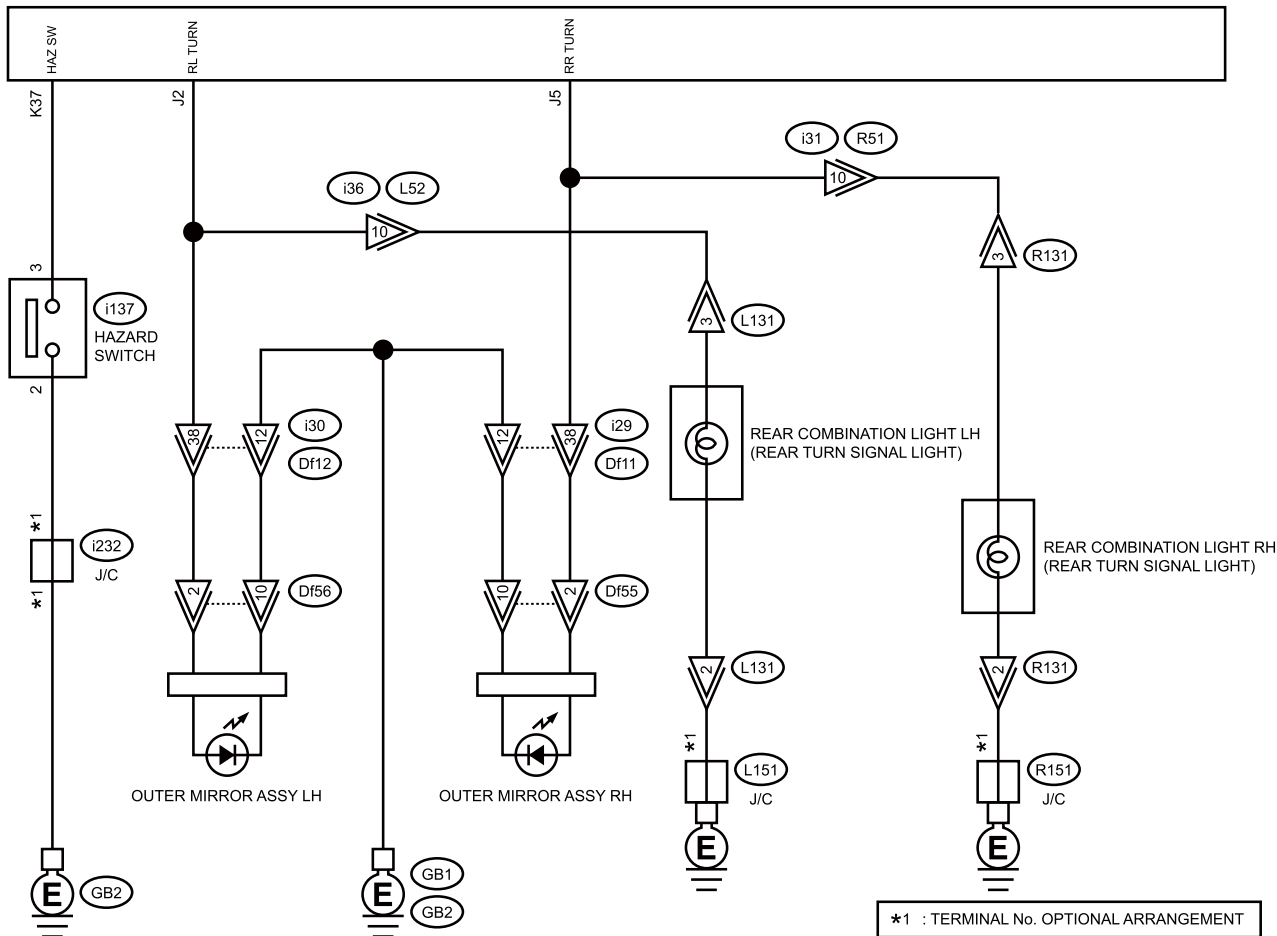 HAZ SW
RL TURN
RR TURN
K37
J2
J5
i31 R51
10
i36 L52
10
3
R131
3
i137
HAZARD
SWITCH
2
3
L131
38 12 i30
Df12
12 38 i29
Df11
REAR COMBINATION LIGHT LH
(REAR TURN SIGNAL LIGHT)
*1
i232
J/C
*1
REAR COMBINATION LIGHT RH
(REAR TURN SIGNAL LIGHT)
2 10 Df56
10 2 Df55
2
L131
2
R131
*1
L151
J/C
*1
R151
J/C
OUTER MIRROR ASSY LH
OUTER MIRROR ASSY RH
E
E
E
GB2
E
GB1
GB2
*1 : TERMINAL No. OPTIONAL ARRANGEMENT